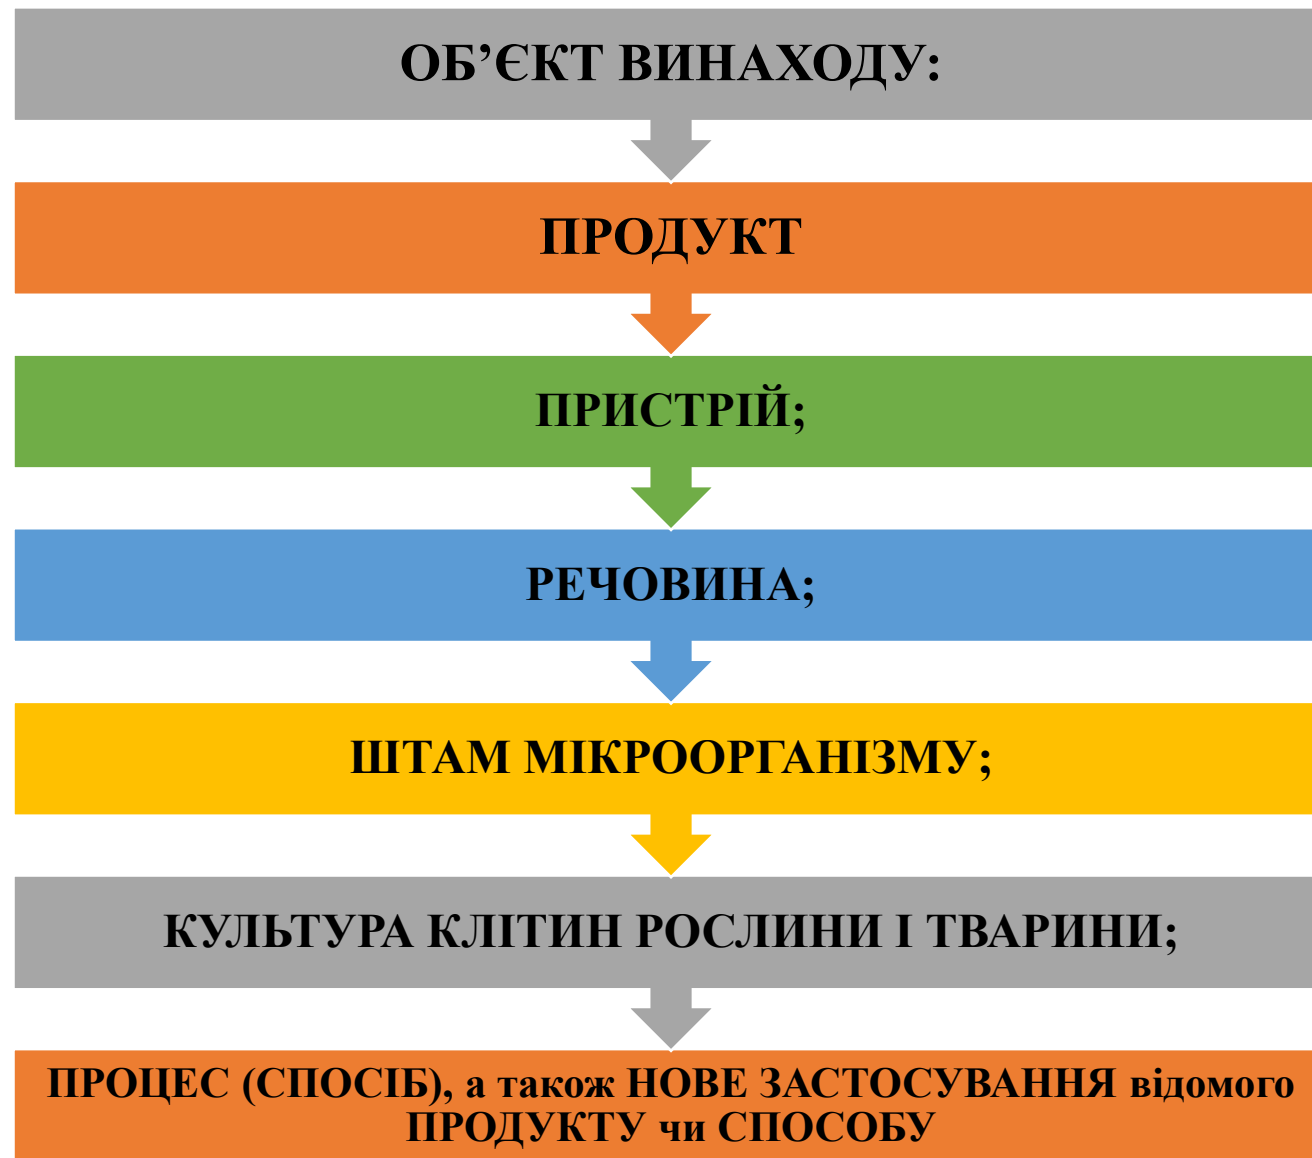 ОБ’ЄКТ ВИНАХОДУ:
ПРОДУКТ
ПРИСТРІЙ;
РЕЧОВИНА;
ШТАМ МІКРООРГАНІЗМУ;
КУЛЬТУРА КЛІТИН РОСЛИНИ І ТВАРИНИ;
ПРОЦЕС (СПОСІБ), а також НОВЕ ЗАСТОСУВАННЯ відомого
ПРОДУКТУ чи СПОСОБУ